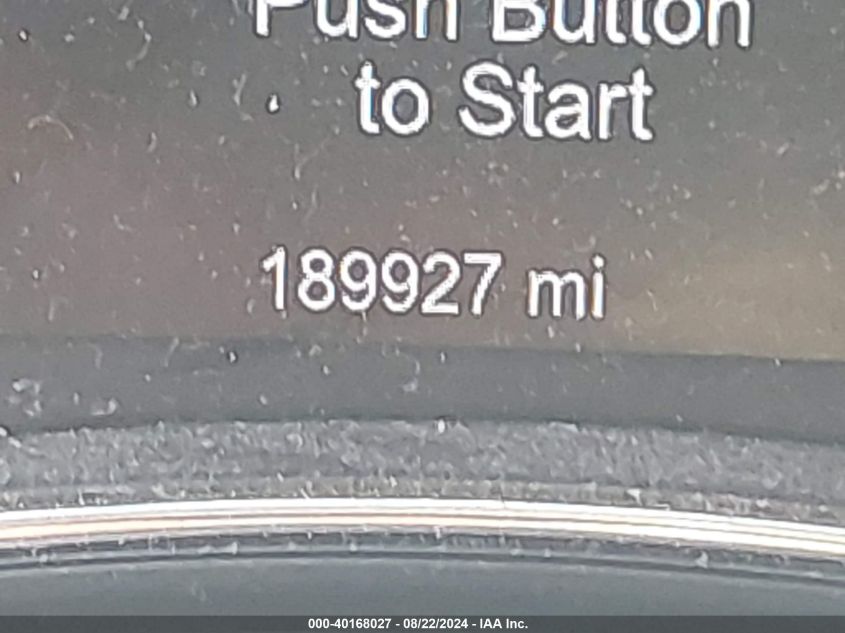 Push Button
to Start
189927 mi
000-40168027 - 08/22/2024 - IAA Inc.